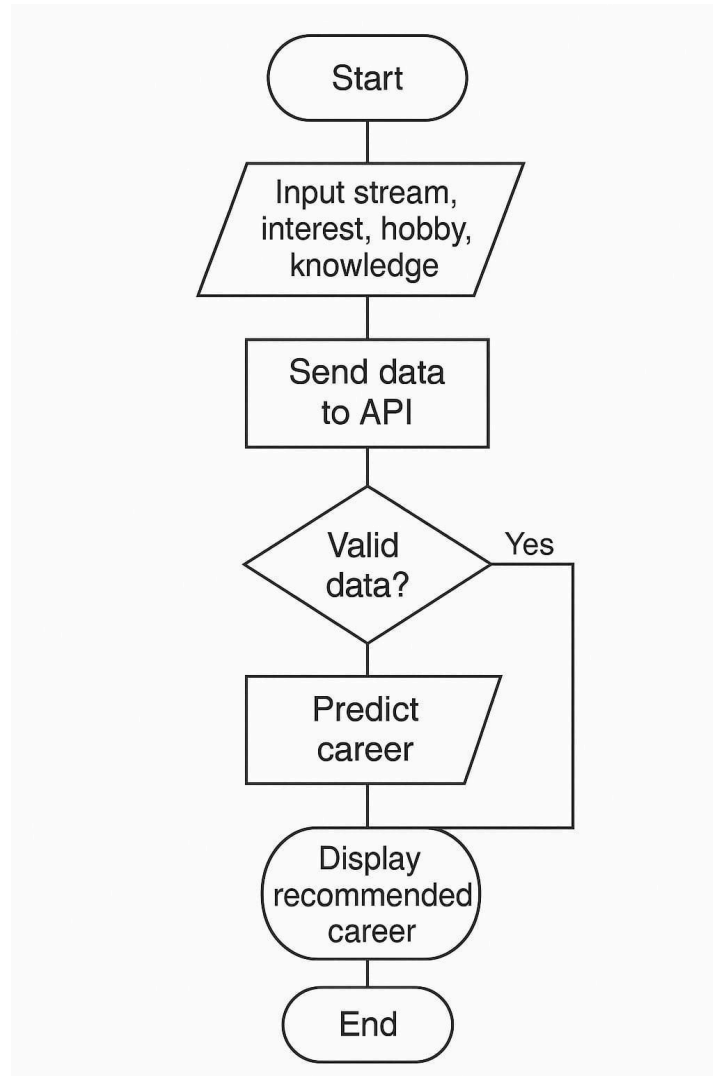 Start
Input stream,
interest, hobby,
knowledge
Send data
to API
Valid
data?
Yes
Predict
career
Display
recommended
career
End